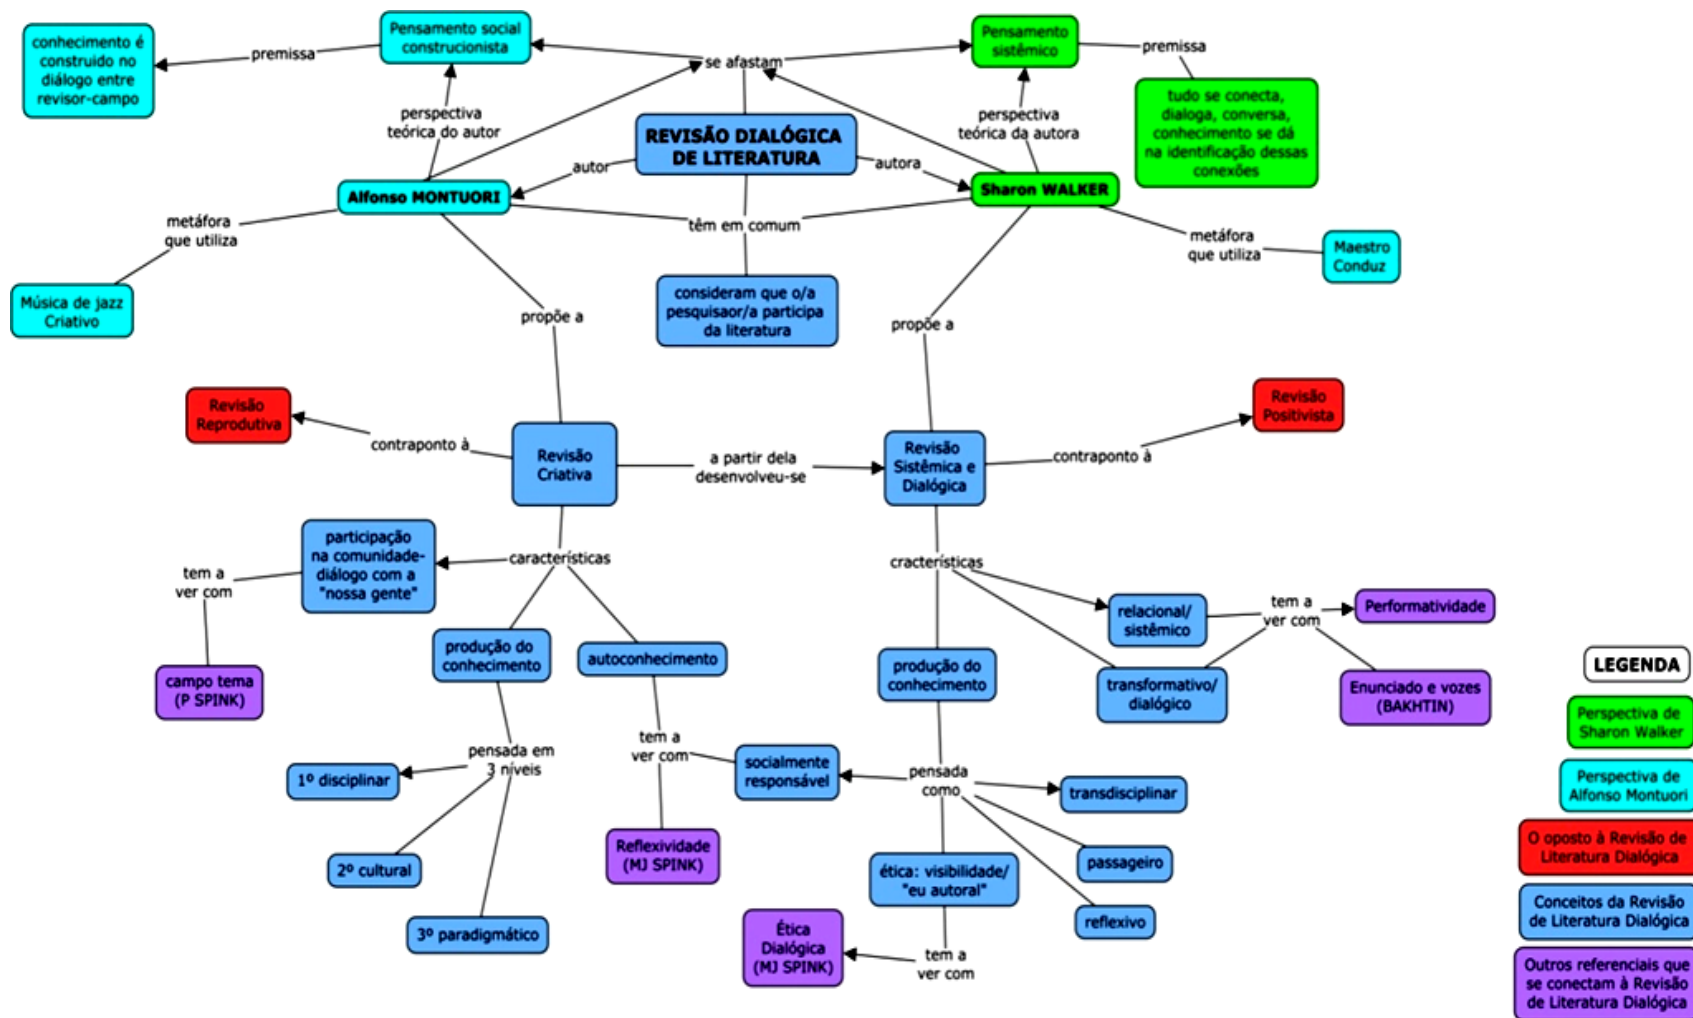 conhecimento é
construido no
diálogo entre
revisor-campo
premissa
Pensamento social
construcionista
se afastam
Pensamento
sistêmico
premissa
tudo se conecta,
dialoga, conversa,
conhecimento se dá
na identificação dessas
conexões
perspectiva
teórica do autor
REVISÃO DIALÓGICA
DE LITERATURA
perspectiva
teórica da autora
autor
autora
Alfonso MONTUORI
Sharon WALKER
metáfora
que utiliza
têm em comum
metáfora
que utiliza
Maestro
Conduz
Música de jazz
Criativo
consideram que o/a
pesquisaor/a participa
da literatura
propõe a
propõe a
Revisão
Reprodutiva
contraponto à
Revisão
Criativa
a partir dela
desenvolveu-se
Revisão
Sistêmica e
Dialógica
contraponto à
Revisão
Positivista
participação
na comunidade-
diálogo com a
"nossa gente"
características
tem a
ver com
campo tema
(P SPINK)
produção do
conhecimento
autoconhecimento
cracterísticas
produção do
conhecimento
relacional/
sistêmico
transformativo/
dialógico
tem a
ver com
Performatividade
Enunciado e vozes
(BAKHTIN)
pensada em
3 níveis
1º disciplinar
2º cultural
3º paradigmático
tem a
ver com
Reflexividade
(MJ SPINK)
socialmente
responsável
pensada
como
transdisciplinar
passageiro
reflexivo
ética: visibilidade/
"eu autoral"
tem a
ver com
Ética
Dialógica
(MJ SPINK)
LEGENDA
Perspectiva de
Sharon Walker
Perspectiva de
Alfonso Montuori
O oposto à Revisão de
Literatura Dialógica
Conceitos da Revisão
de Literatura Dialógica
Outros referenciais que
se conectam à Revisão
de Literatura Dialógica